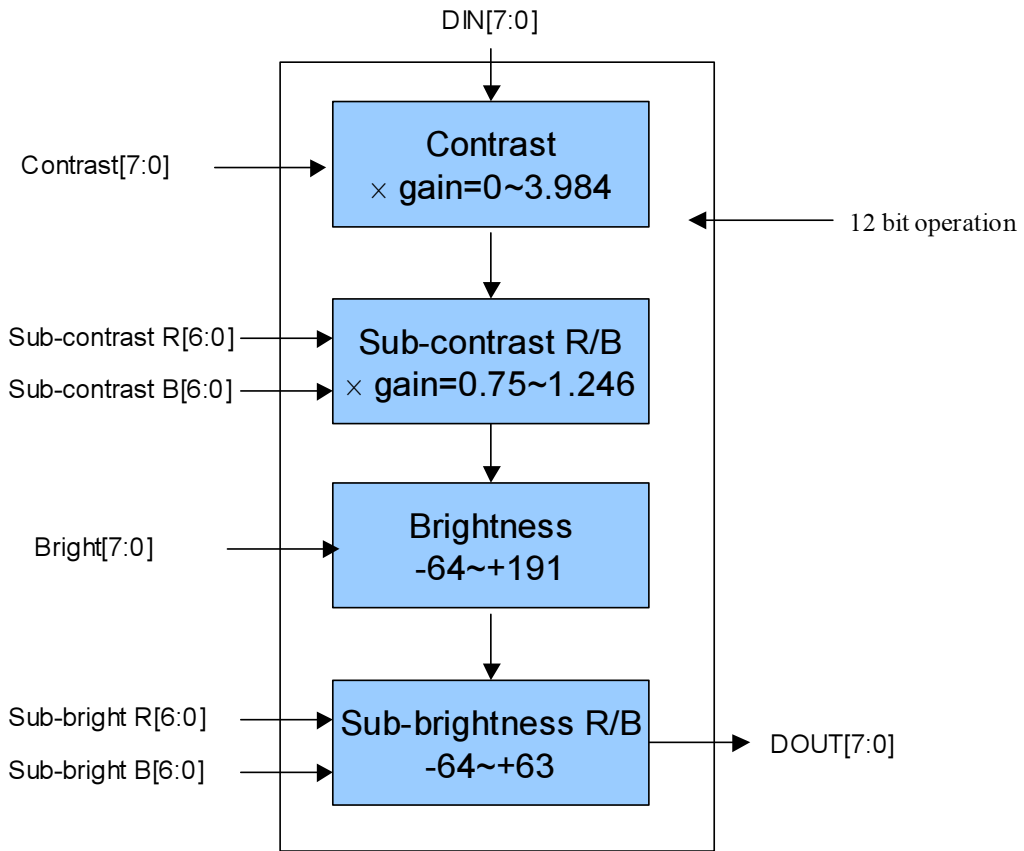 DIN[7:0]
Contrast
× gain=0~3.984
Contrast[7:0]
12 bit operation
Sub-contrast R[6:0]
Sub-contrast B[6:0]
Sub-contrast R/B
× gain=0.75~1.246
Bright[7:0]
Brightness
-64~+191
Sub-bright R[6:0]
Sub-bright B[6:0]
Sub-brightness R/B
-64~+63
DOUT[7:0]